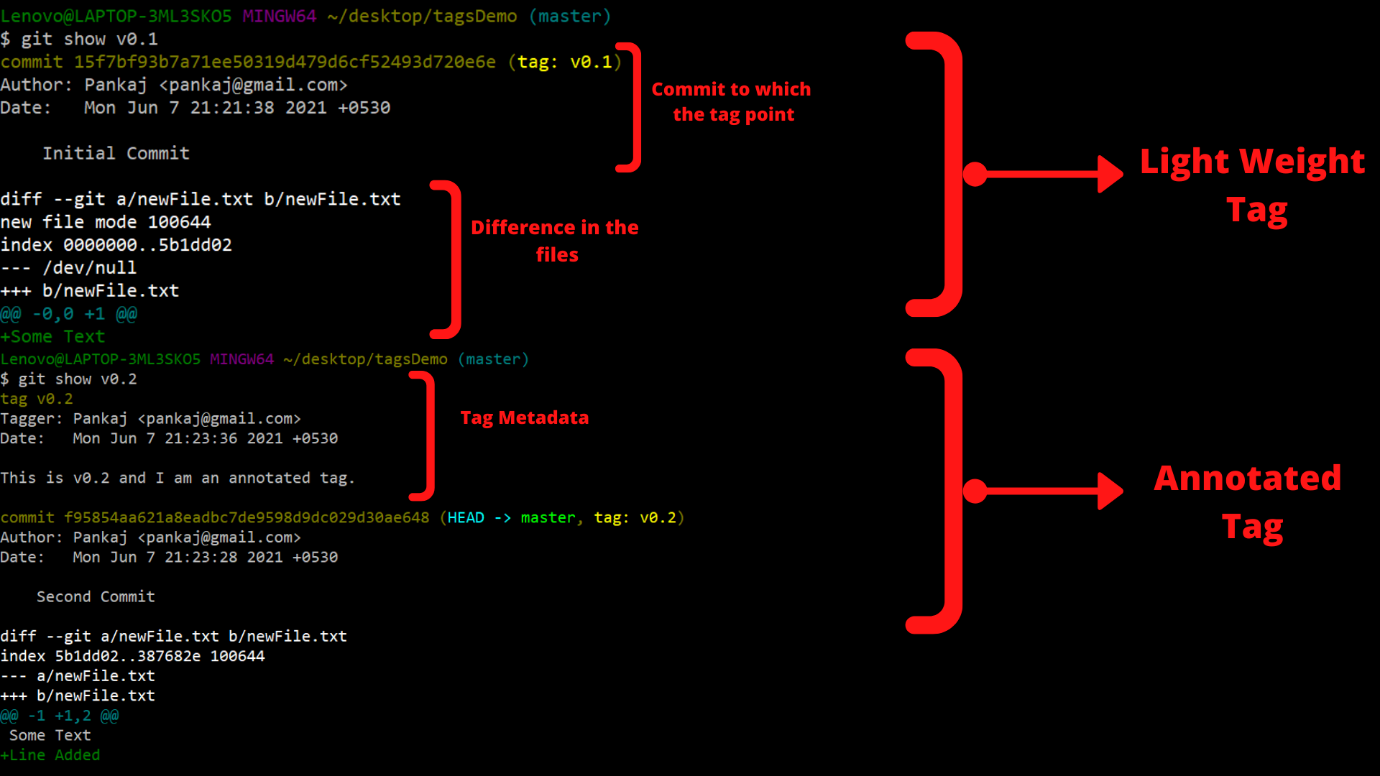 Lenovo@LAPTOP-3ML3SKO5 MINGW64 ~/desktop/tagsDemo (master)
$ git show v0.1
commit 15f7bf93b7a71ee50319d479d6cf52493d720e6e (tag: v0.1)
Author: Pankaj <pankaj@gmail.com>
Date:   Mon Jun 7 21:21:38 2021 +0530
Commit to which
the tag point
    Initial Commit
Light Weight
Tag
diff --git a/newFile.txt b/newFile.txt
new file mode 100644
index 0000000..5b1dd02
--- /dev/null
+++ b/newFile.txt
@@ -0,0 +1 @@
+Some Text
Difference in the
files
Lenovo@LAPTOP-3ML3SKO5 MINGW64 ~/desktop/tagsDemo (master)
$ git show v0.2
tag v0.2
Tagger: Pankaj <pankaj@gmail.com>
Date:   Mon Jun 7 21:23:36 2021 +0530
Tag Metadata
This is v0.2 and I am an annotated tag.
Annotated
Tag
commit f95854aa621a8eadbc7de9598d9dc029d30ae648 (HEAD -> master, tag: v0.2)
Author: Pankaj <pankaj@gmail.com>
Date:   Mon Jun 7 21:23:28 2021 +0530
    Second Commit
diff --git a/newFile.txt b/newFile.txt
index 5b1dd02..387682e 100644
--- a/newFile.txt
+++ b/newFile.txt
@@ -1 +1,2 @@
 Some Text
+Line Added